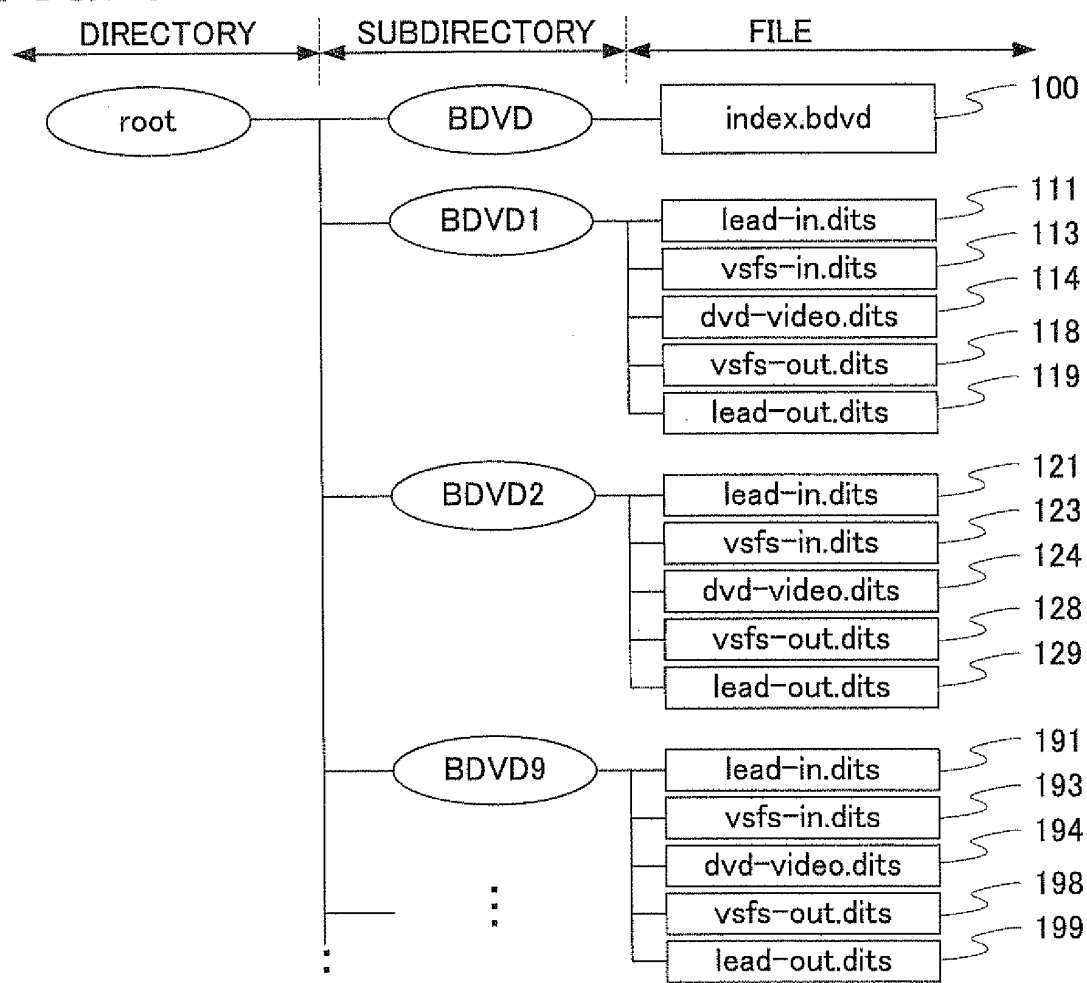 DIRECTORY SUBDIRECTORY FILE
root BDVD index.bdvd 100
BDVD1 lead-in.dits 111
vsfs-in.dits 113
dvd-video.dits 114
vsfs-out.dits 118
lead-out.dits 119
BDVD2 lead-in.dits 121
vsfs-in.dits 123
dvd-video.dits 124
vsfs-out.dits 128
lead-out.dits 129
BDVD9 lead-in.dits 191
vsfs-in.dits 193
dvd-video.dits 194
vsfs-out.dits 198
lead-out.dits 199